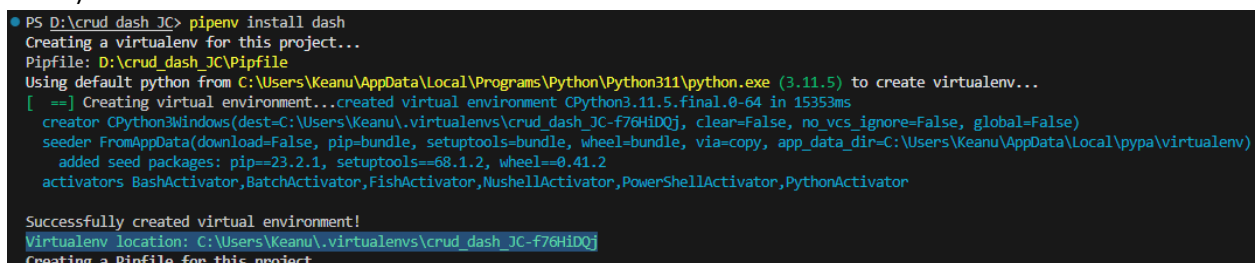 PS D:\crud dash JC> pipenv install dash
Creating a virtualenv for this project...
Pipfile: D:\crud_dash_JC\Pipfile
Using default python from C:\Users\Keanu\AppData\Local\Programs\Python\Python311\python.exe (3.11.5) to create virtualenv...
[  ==] Creating virtual environment...created virtual environment CPython3.11.5.final.0-64 in 15353ms
creator CPython3Windows(dest=C:\Users\Keanu\.virtualenvs\crud_dash_JC-f76HiDQj, clear=False, no_vcs_ignore=False, global=False)
seeder FromAppData(download=False, pip=bundle, setuptools=bundle, wheel=bundle, via=copy, app_data_dir=C:\Users\Keanu\AppData\Local\pypa\virtualenv)
added seed packages: pip==23.2.1, setuptools==68.1.2, wheel==0.41.2
activators BashActivator,BatchActivator,FishActivator,NushellActivator,PowerShellActivator,PythonActivator
Successfully created virtual environment!
Virtualenv location: C:\Users\Keanu\.virtualenvs\crud_dash_JC-f76HiDQj
Creating a Pipfile for this project